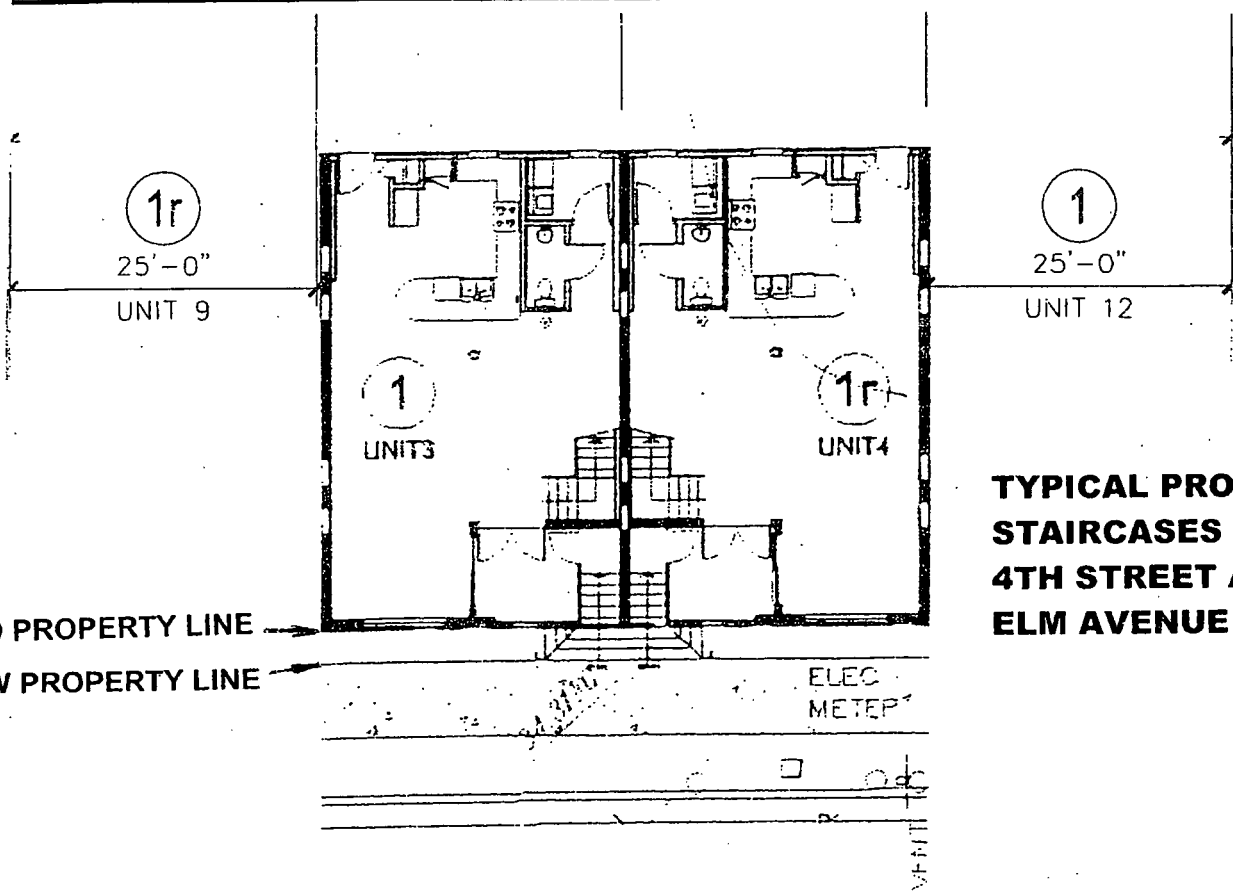 1r
25'-0"
UNIT 9
1
25'-0"
UNIT 12
1
UNIT3
1r
UNIT4
TYPICAL PRO
STAIRCASES
4TH STREET A
ELM AVENUE
PROPERTY LINE
PROPERTY LINE
ELEC
METER